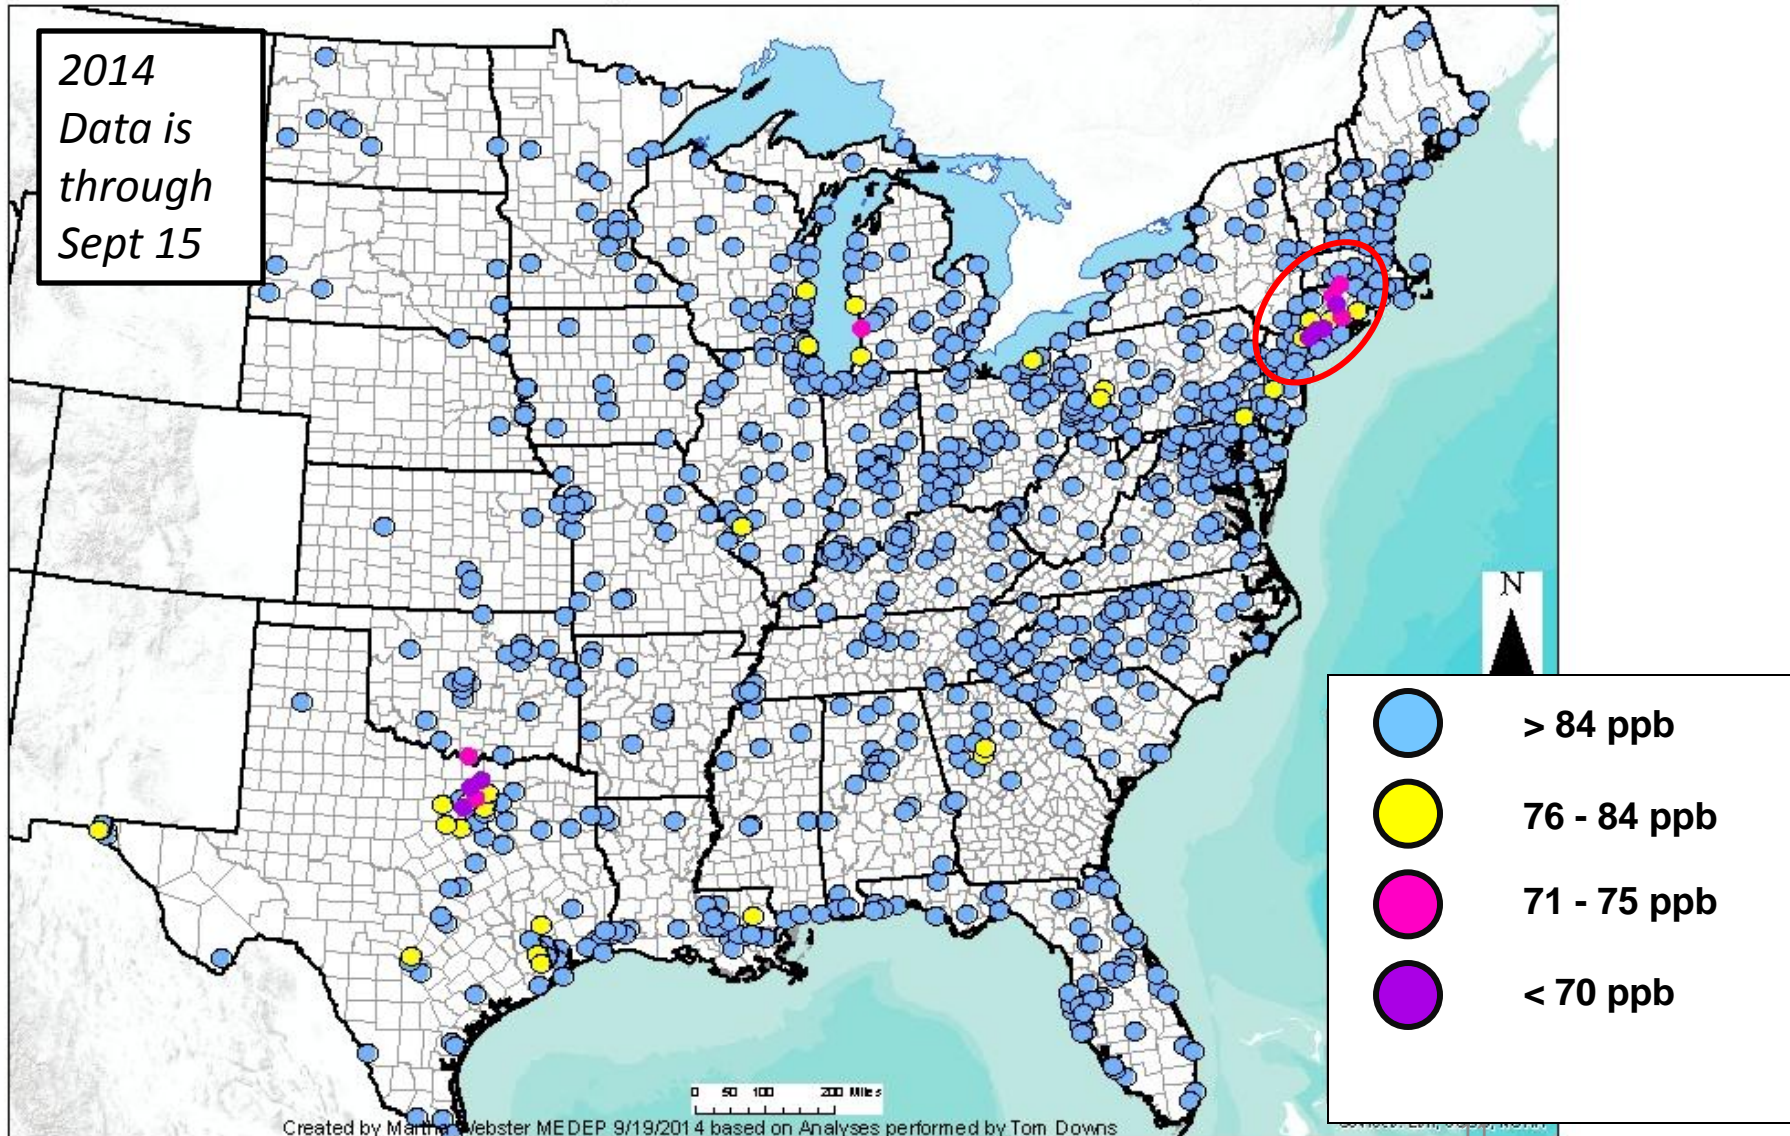 2014
Data is
through
Sept 15
N
> 84 ppb
76 - 84 ppb
71 - 75 ppb
< 70 ppb
0 50 100 200 Miles
Created by Martha Webster MEDEP 9/19/2014 based on Analyses performed by Tom Downs